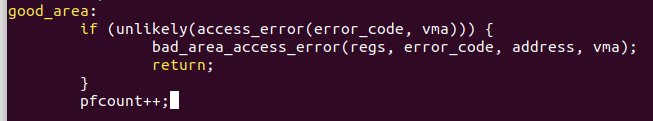 good_area:
        if (unlikely(access_error(error_code, vma))) {
                bad_area_access_error(regs, error_code, address, vma);
                return;
        }
        pfcount++;